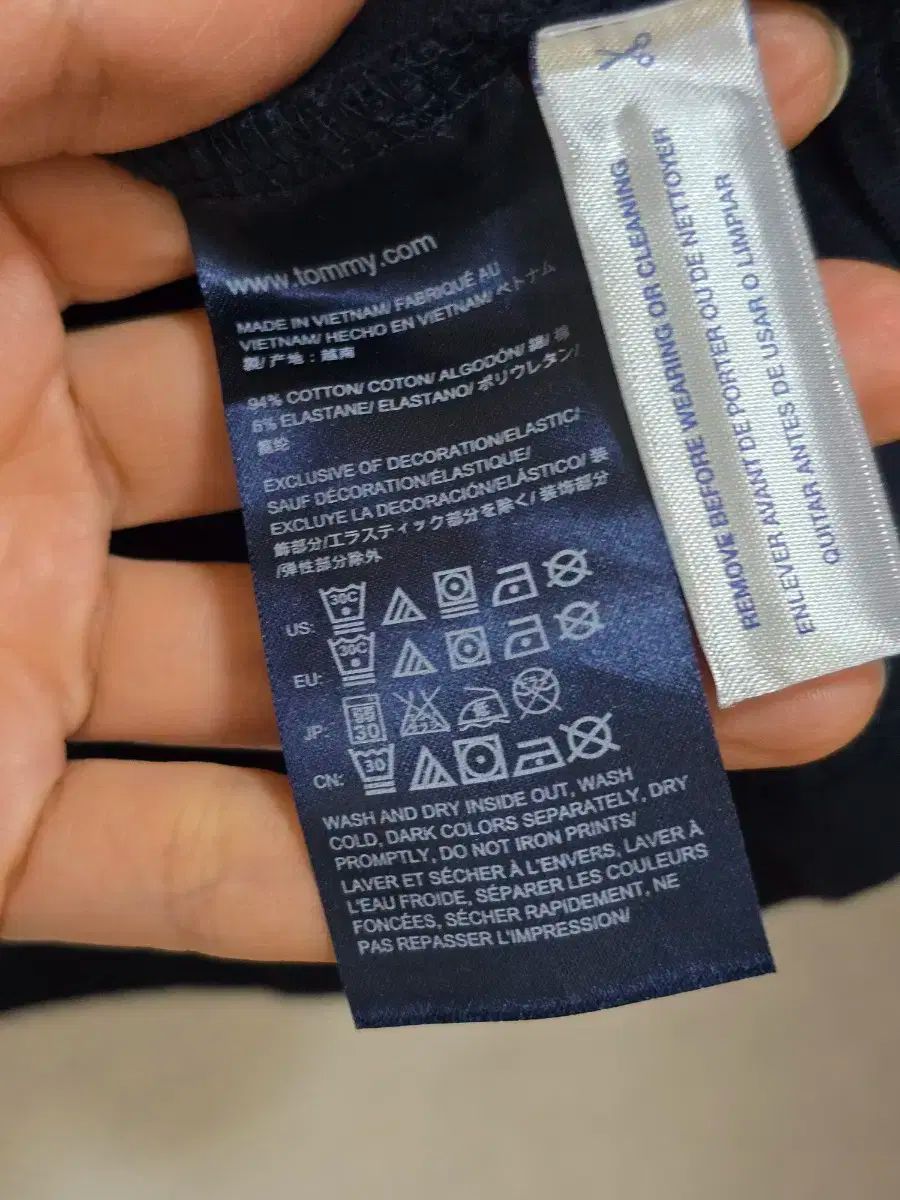 www.tommy.com
MADE IN VIETNAM/ FABRIQUÉ AU
VIETNAM/ HECHO EN VIETNAM/ ベトナム
製/ 产地 : 越南
94% COTTON/ COTON/ ALGODÓN/ 綿/ 棉
6% ELASTANE/ ELASTANO/ ポリウレタン/
氨纶
EXCLUSIVE OF DECORATION/ELASTIC/
SAUF DÉCORATION/ÉLASTIQUE/
EXCLUYE LA DECORACIÓN/ELÁSTICO/ 装
飾部分/エラスティック部分を除く/ 装饰部分
/弹性部分除外
US: 30C
EU: 30C
JP: 30
CN: 30
WASH AND DRY INSIDE OUT, WASH
COLD, DARK COLORS SEPARATELY, DRY
PROMPTLY, DO NOT IRON PRINTS/
LAVER ET SÉCHER À L'ENVERS, LAVER À
L'EAU FROIDE, SÉPARER LES COULEURS
FONCÉES, SÉCHER RAPIDEMENT, NE
PAS REPASSER L'IMPRESSION/
REMOVE BEFORE WEARING OR CLEANING
ENLEVER AVANT DE PORTER OU DE NETTOYER
QUITAR ANTES DE USAR O LIMPIAR